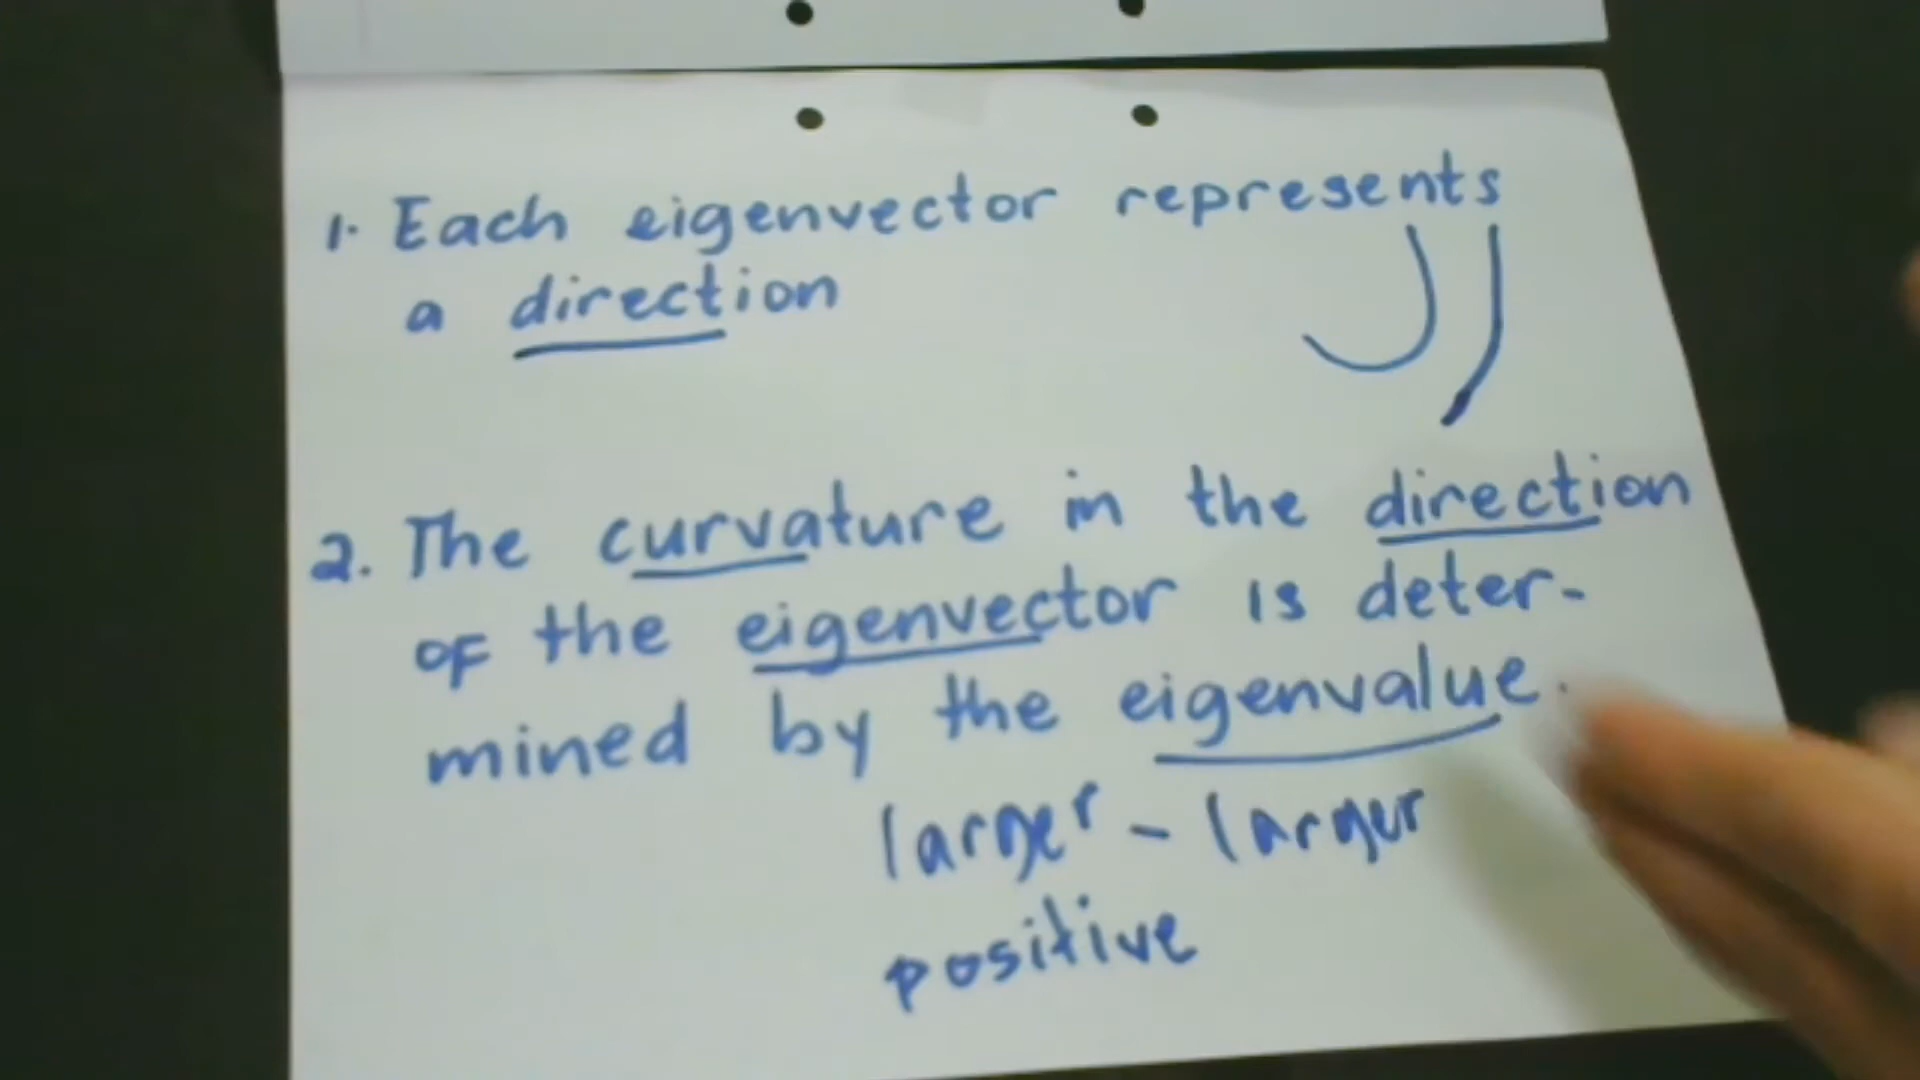 1. Each eigenvector represents
a direction
2. The curvature in the direction
of the eigenvector is deter-
mined by the eigenvalue.
larger - larger
positive